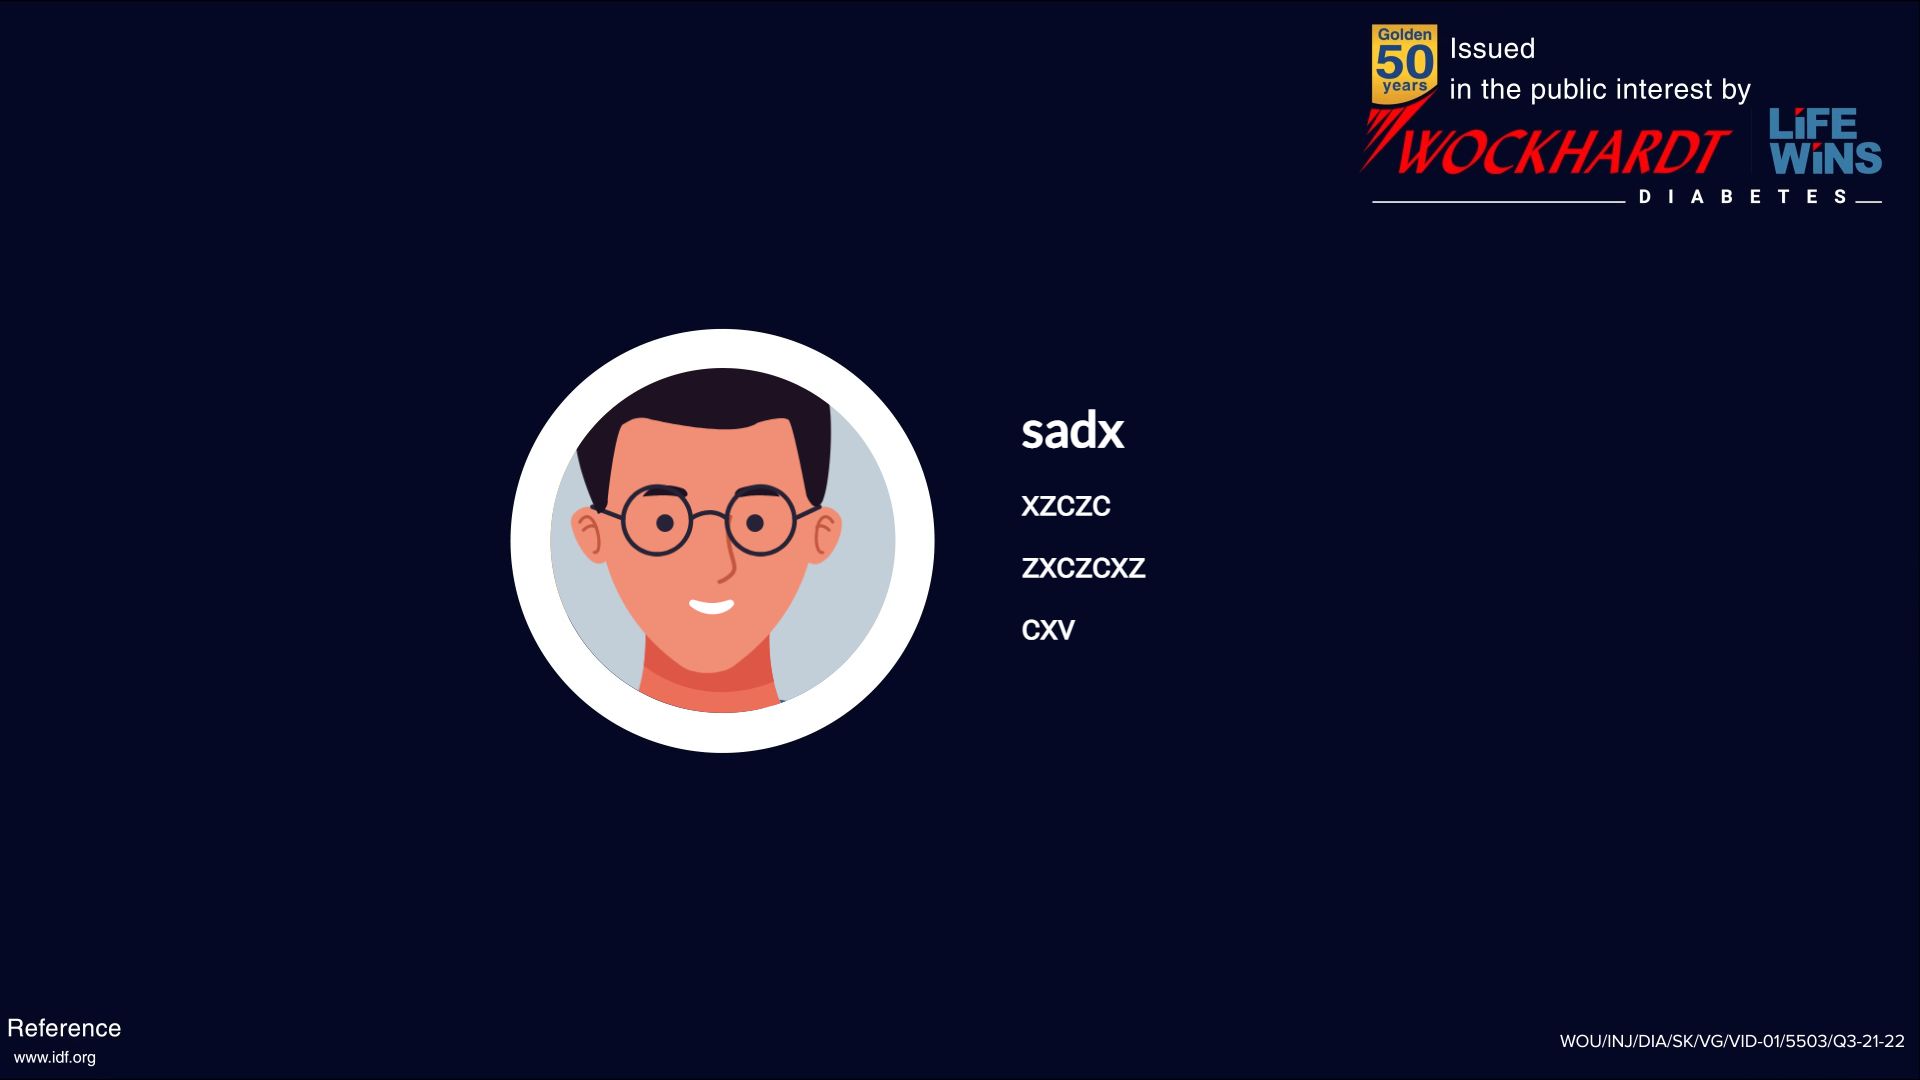 Golden
50
years
Issued
in the public interest by
WOCKHARDT
LiFE
WiNS
DIABETES
sadx
XZCZC
ZXCZCXZ
CXV
Reference
www.idf.org
WOU/INJ/DIA/SK/VG/VID-01/5503/Q3-21-22